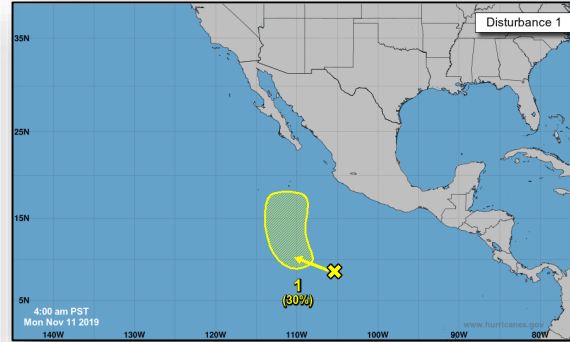 Disturbance 1
35N
25N
15N
5N
1
(30%)
4:00 am PST
Mon Nov 11 2019
www.hurricanes.gov
140W
130W
120W
110W
100W
90W
80W